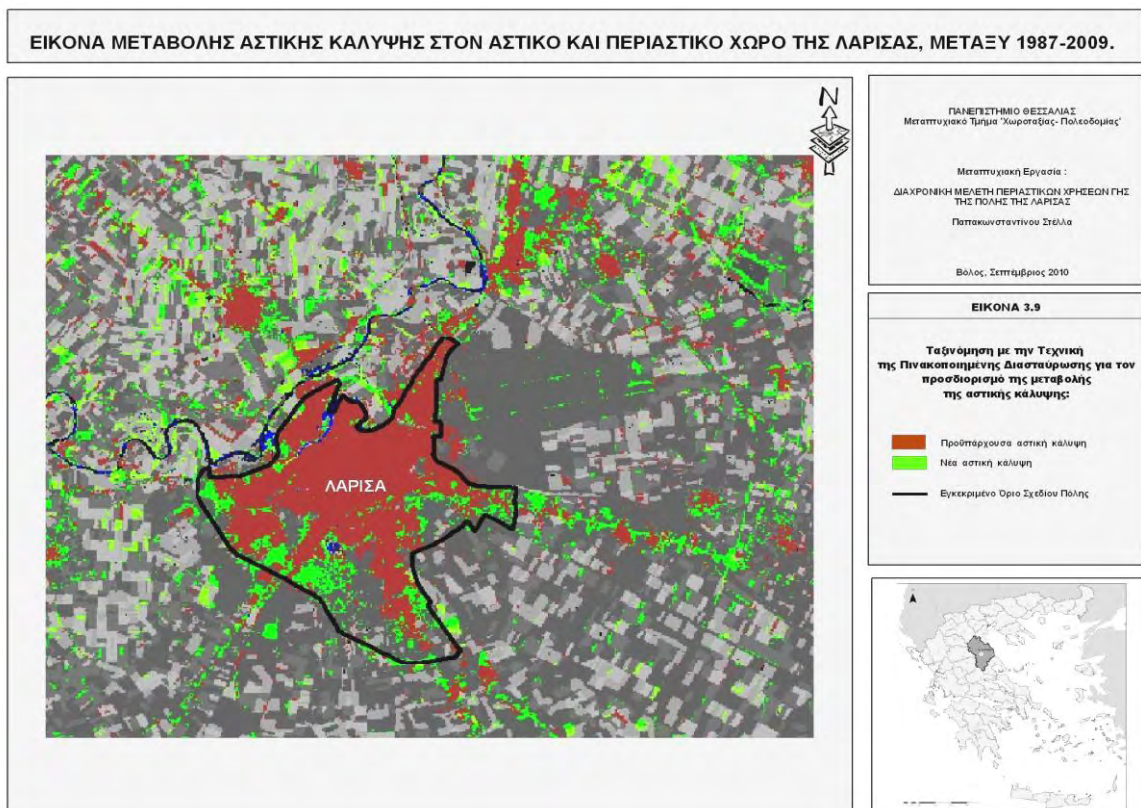 ΕΙΚΟΝΑ ΜΕΤΑΒΟΛΗΣ ΑΣΤΙΚΗΣ ΚΑΛΥΨΗΣ ΣΤΟΝ ΑΣΤΙΚΟ ΚΑΙ ΠΕΡΙΑΣΤΙΚΟ ΧΩΡΟ ΤΗΣ ΛΑΡΙΣΑΣ, ΜΕΤΑΞΥ 1987-2009.
N
ΛΑΡΙΣΑ
ΠΑΝΕΠΙΣΤΗΜΙΟ ΘΕΣΣΑΛΙΑΣ
Μεταπτυχιακό Τμήμα 'Χωροταξίας- Πολεοδομίας'
Μεταπτυχιακή Εργασία :
ΔΙΑΧΡΟΝΙΚΗ ΜΕΛΕΤΗ ΠΕΡΙΑΣΤΙΚΩΝ ΧΡΗΣΕΩΝ ΓΗΣ
ΤΗΣ ΠΟΛΗΣ ΤΗΣ ΛΑΡΙΣΑΣ
Παπακωνσταντίνου Στέλλα
Βόλος, Σεπτέμβριος 2010
ΕΙΚΟΝΑ 3.9
Ταξινόμηση με την Τεχνική
της Πινακοποιημένης Διασταύρωσης για τον
προσδιορισμό της μεταβολής
της αστικής κάλυψης:
Προϋπάρχουσα αστική κάλυψη
Νέα αστική κάλυψη
Εγκεκριμένο Όριο Σχεδίου Πόλης